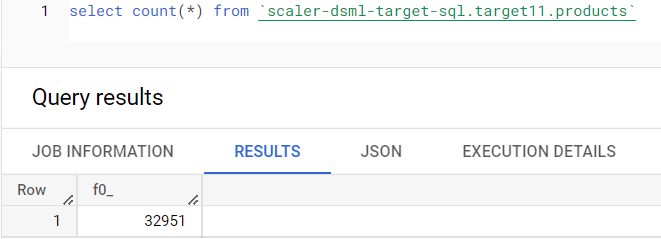 1 select count(*) from `scaler-dsml-target-sql.target11.products`
Query results
JOB INFORMATION RESULTS JSON EXECUTION DETAILS
Row f0_
1 32951